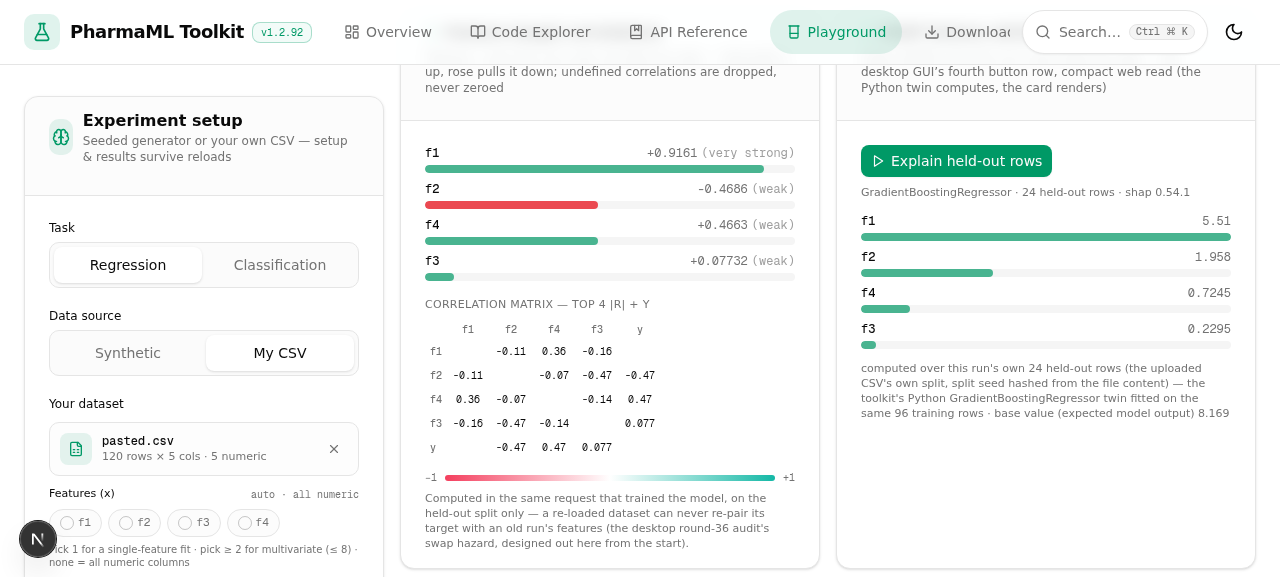 PharmaML Toolkit v1.2.92 Overview Code Explorer API Reference Playground Download Search... Ctrl ⌘ K
Experiment setup
Seeded generator or your own CSV — setup
& results survive reloads
Task
Regression Classification
Data source
Synthetic My CSV
Your dataset
pasted.csv
120 rows × 5 cols · 5 numeric
Features (x) auto · all numeric
f1 f2 f3 f4
ick 1 for a single-feature fit · pick ≥ 2 for multivariate (≤ 8) ·
none = all numeric columns
N
up, rose pulls it down; undefined correlations are dropped,
never zeroed
f1 +0.9161 (very strong)
f2 -0.4686 (weak)
f4 +0.4663 (weak)
f3 +0.07732 (weak)
CORRELATION MATRIX — TOP 4 |R| + Y
f1 f2 f4 f3 y
f1 -0.11 0.36 -0.16
f2 -0.11 -0.07 -0.47 -0.47
f4 0.36 -0.07 -0.14 0.47
f3 -0.16 -0.47 -0.14 0.077
y -0.47 0.47 0.077
−1 +1
Computed in the same request that trained the model, on the
held-out split only — a re-loaded dataset can never re-pair its
target with an old run's features (the desktop round-36 audit's
swap hazard, designed out here from the start).
desktop GUI's fourth button row, compact web read (the
Python twin computes, the card renders)
Explain held-out rows
GradientBoostingRegressor · 24 held-out rows · shap 0.54.1
f1 5.51
f2 1.958
f4 0.7245
f3 0.2295
computed over this run's own 24 held-out rows (the uploaded
CSV's own split, split seed hashed from the file content) — the
toolkit's Python GradientBoostingRegressor twin fitted on the
same 96 training rows · base value (expected model output) 8.169